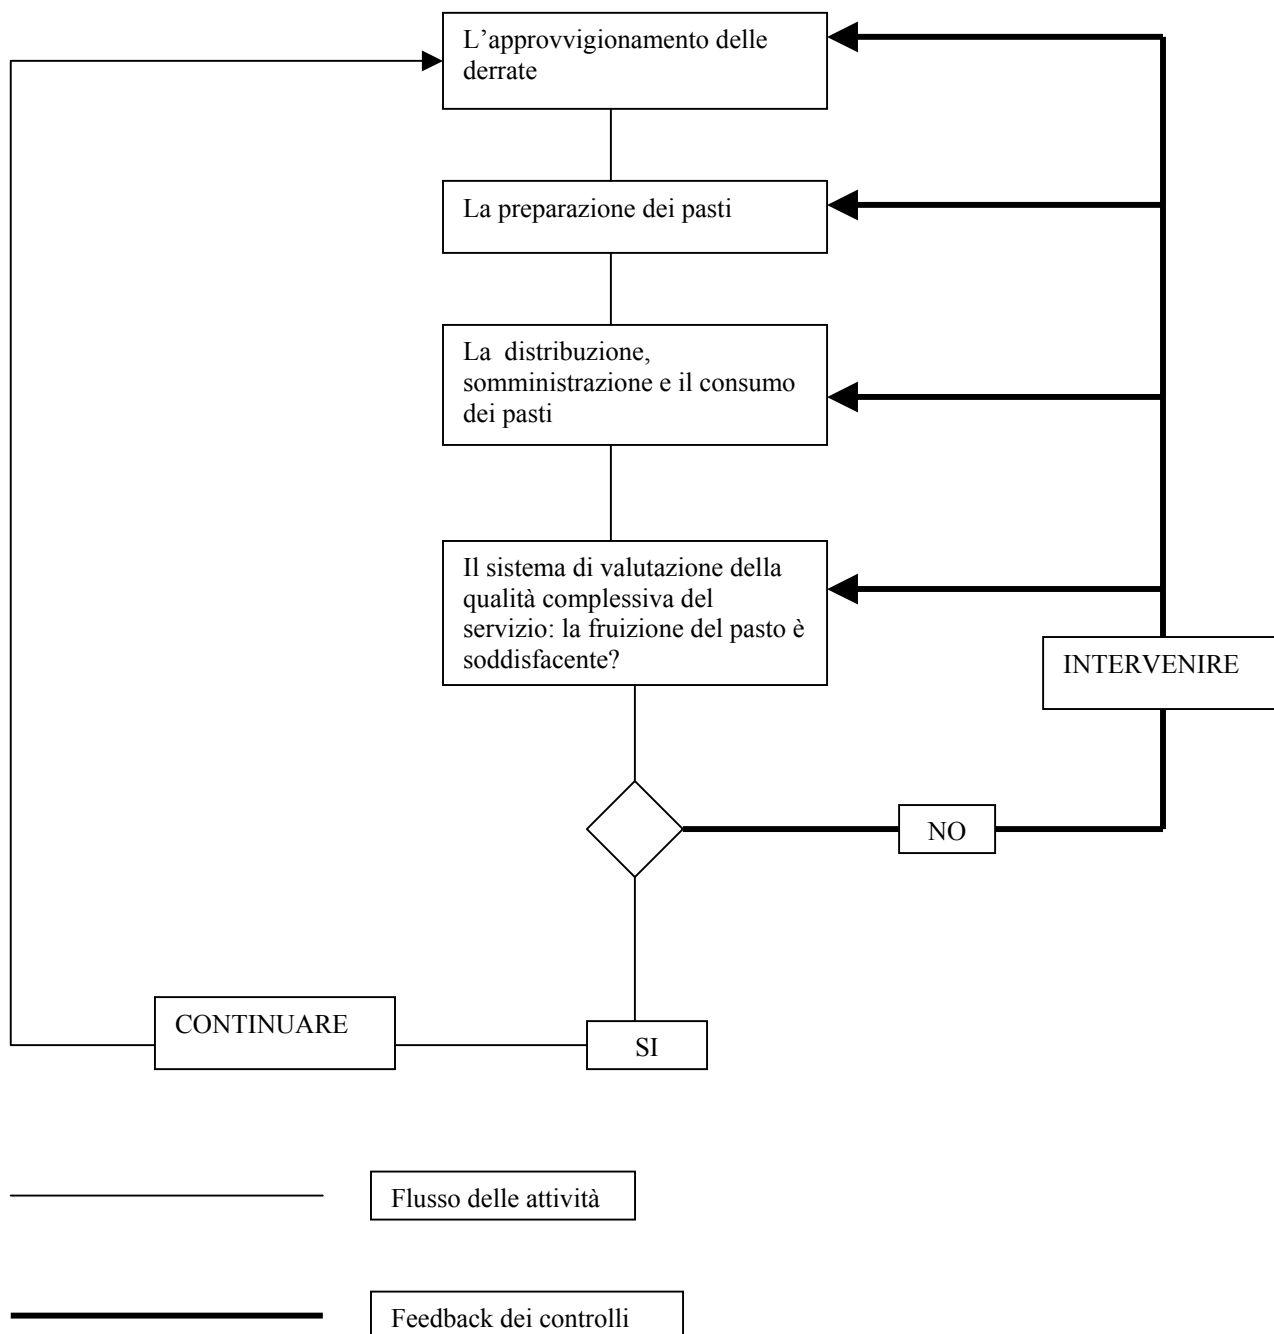 L’approvvigionamento delle
derrate
La preparazione dei pasti
La  distribuzione,
somministrazione e il consumo
dei pasti
Il sistema di valutazione della
qualità complessiva del
servizio: la fruizione del pasto è
soddisfacente?
INTERVENIRE
NO
CONTINUARE
SI
Flusso delle attività
Feedback dei controlli